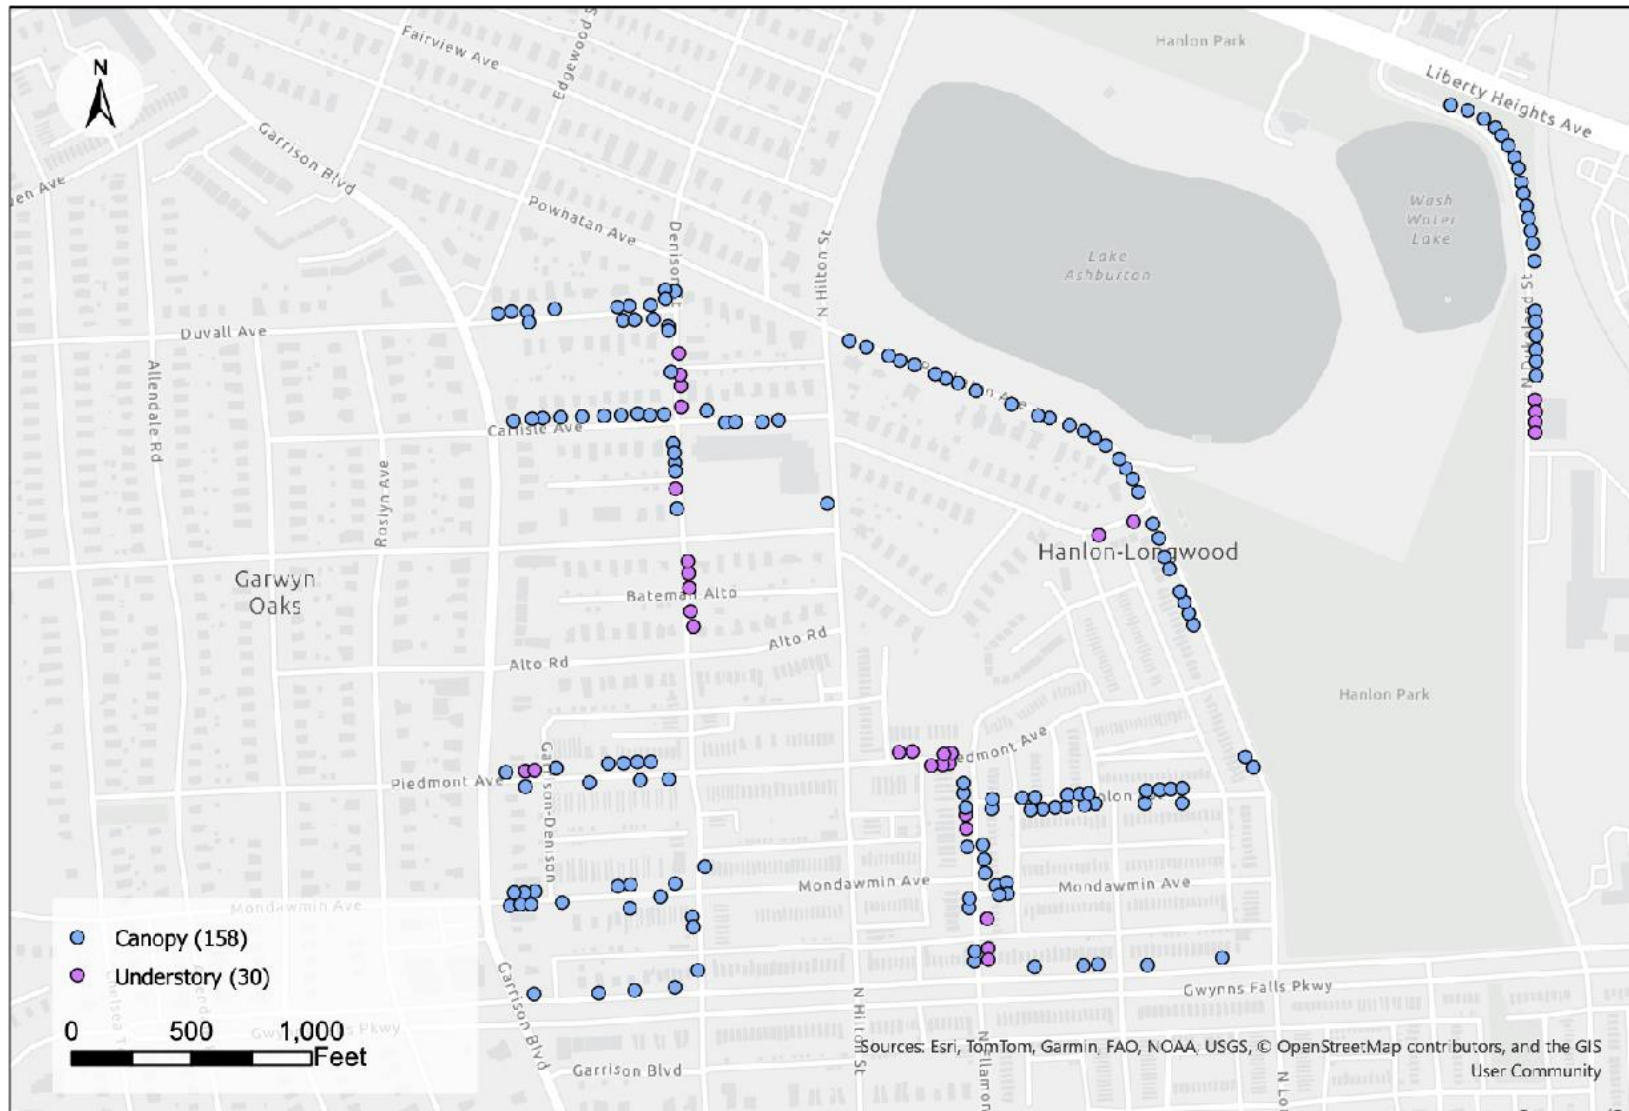 Hanlon Park
Fairview Ave
Edgewood
Liberty Heights Ave
N
Garrison Blvd
Powhatan Ave
Wash
Water
Lake
Denison
Lake
Ashburton
N Hilton St
N Dukeland St
Duvall Ave
Allendale Rd
Ave
Carlisle Ave
Roslyn Ave
Hanlon-Longwood
Garwyn
Oaks
Bateman Alto
Alto Rd
Alto Rd
Hanlon Park
Piedmont Ave
Piedmont Ave
Garrison-Denison
Mondawmin Ave
Mondawmin Ave
Mondawmin Ave
Canopy (158)
Understory (30)
Garrison Blvd
N Hilton St
Gwynns Falls Pkwy
0 500 1,000
Feet
Falls Pkwy
Garrison Blvd
Sources: Esri, TomTom, Garmin, FAO, NOAA, USGS, © OpenStreetMap contributors, and the GIS
User Community